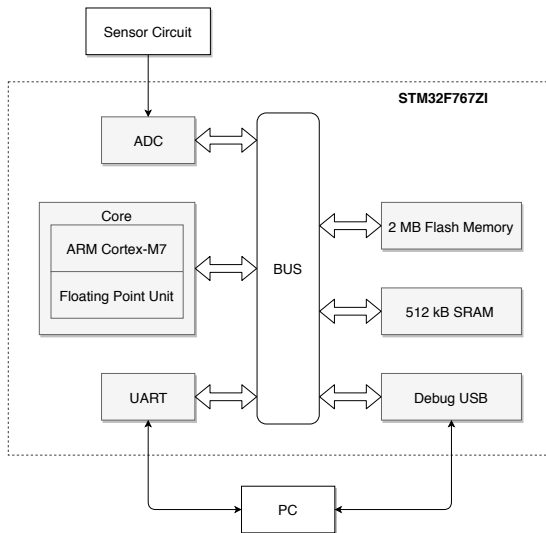 Sensor Circuit
STM32F767ZI
ADC
Core
ARM Cortex-M7
Floating Point Unit
BUS
2 MB Flash Memory
512 kB SRAM
UART
Debug USB
PC